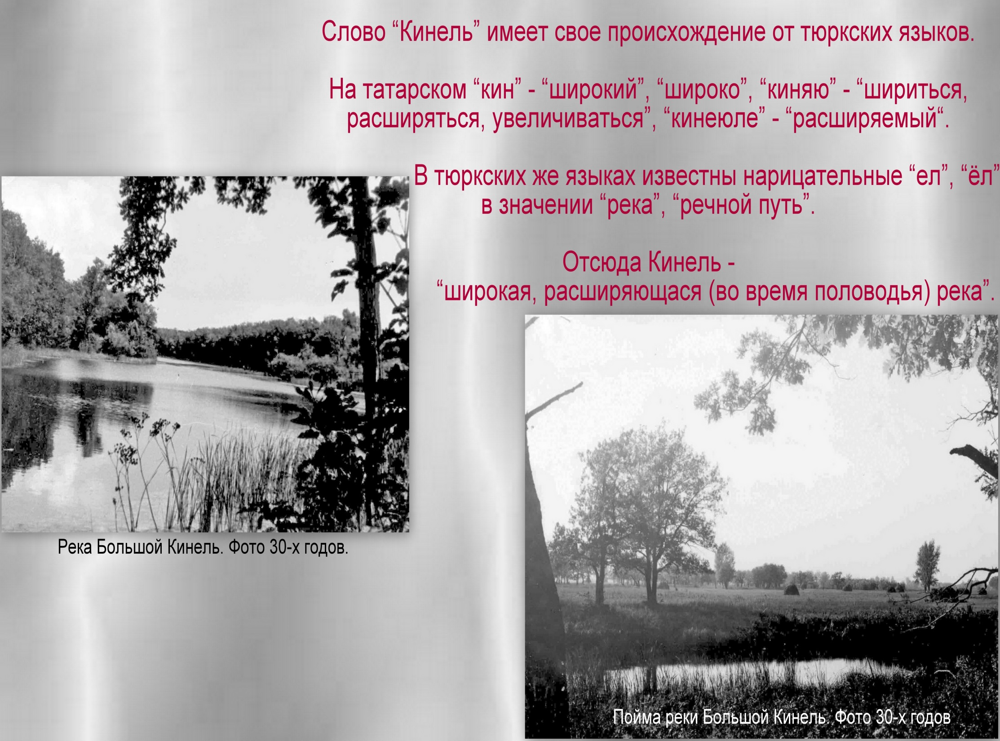 Слово “Кинель” имеет свое происхождение от тюркских языков.
На татарском “кин” - “широкий”, “широко”, “киняю” - “шириться,
расширяться, увеличиваться”, “кинеюле” - “расширяемый“.
В тюркских же языках известны нарицательные “ел”, “ёл”
в значении “река”, “речной путь”.
Отсюда Кинель -
“широкая, расширяющася (во время половодья) река”.
Река Большой Кинель. Фото 30-х годов.
Пойма реки Большой Кинель. Фото 30-х годов